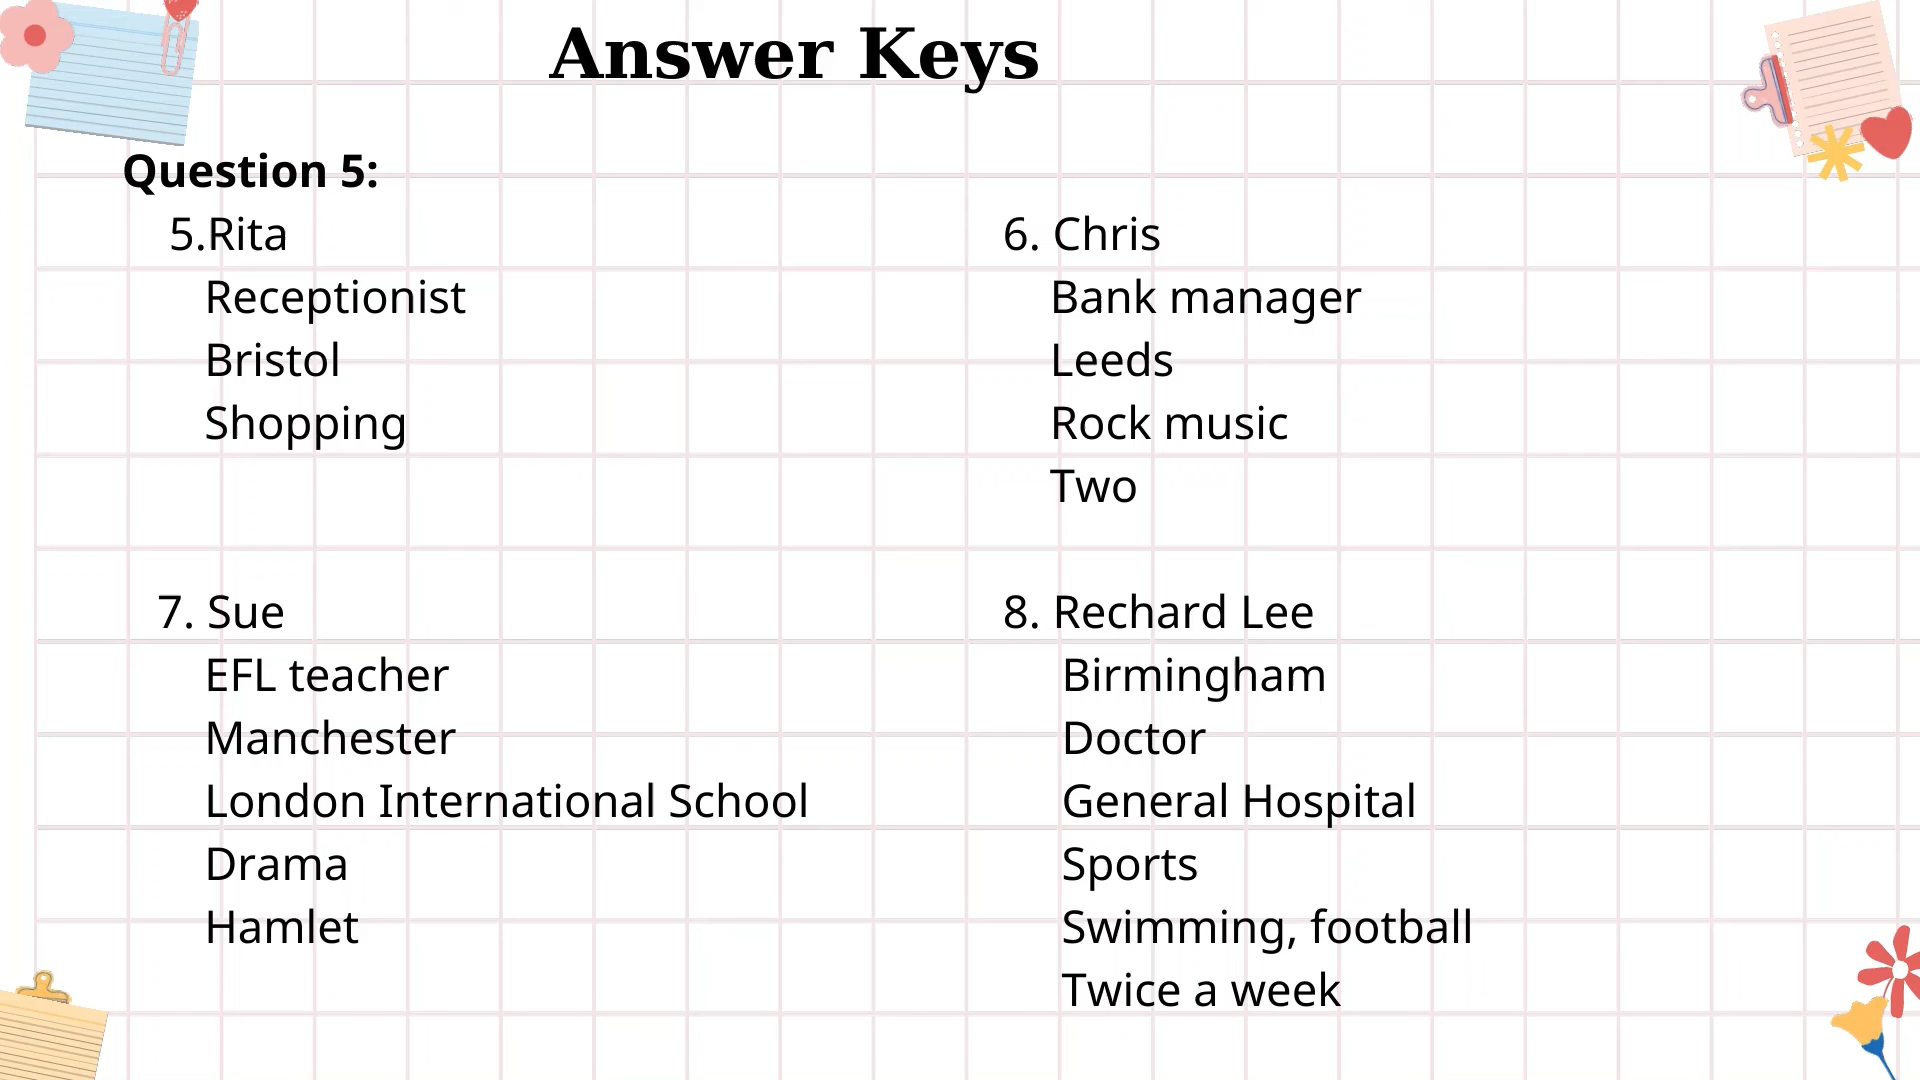 Answer Keys
Question 5:
5.Rita
Receptionist
Bristol
Shopping
6. Chris
Bank manager
Leeds
Rock music
Two
7. Sue
EFL teacher
Manchester
London International School
Drama
Hamlet
8. Rechard Lee
Birmingham
Doctor
General Hospital
Sports
Swimming, football
Twice a week